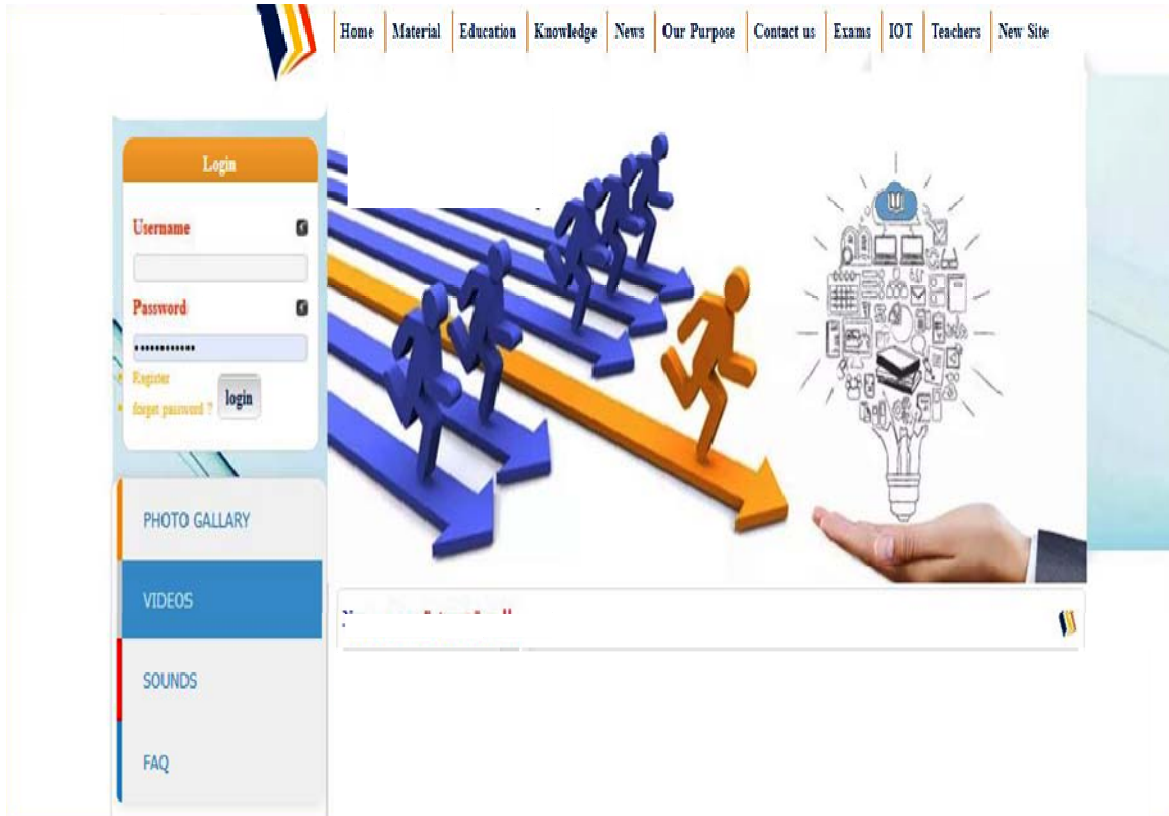 Home Material Education Knowledge News Our Purpose Contact us Exams IOT Teachers New Site
Login
Username
Password
Register
forget password ?
login
PHOTO GALLARY
VIDEOS
SOUNDS
FAQ